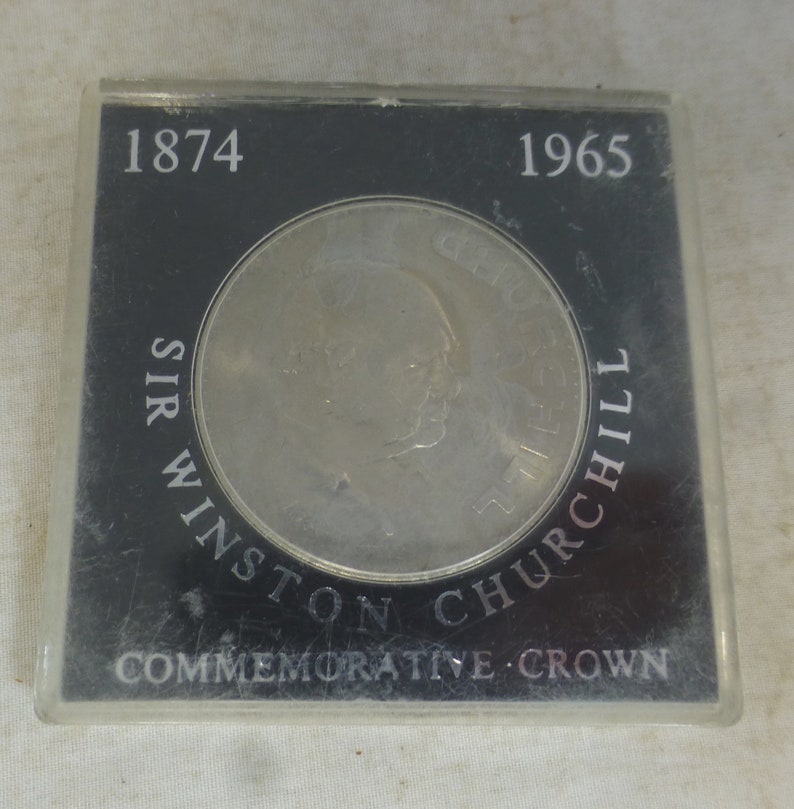 1874 1965
CHURCHILL
SIR WINSTON CHURCHILL
COMMEMORATIVE CROWN